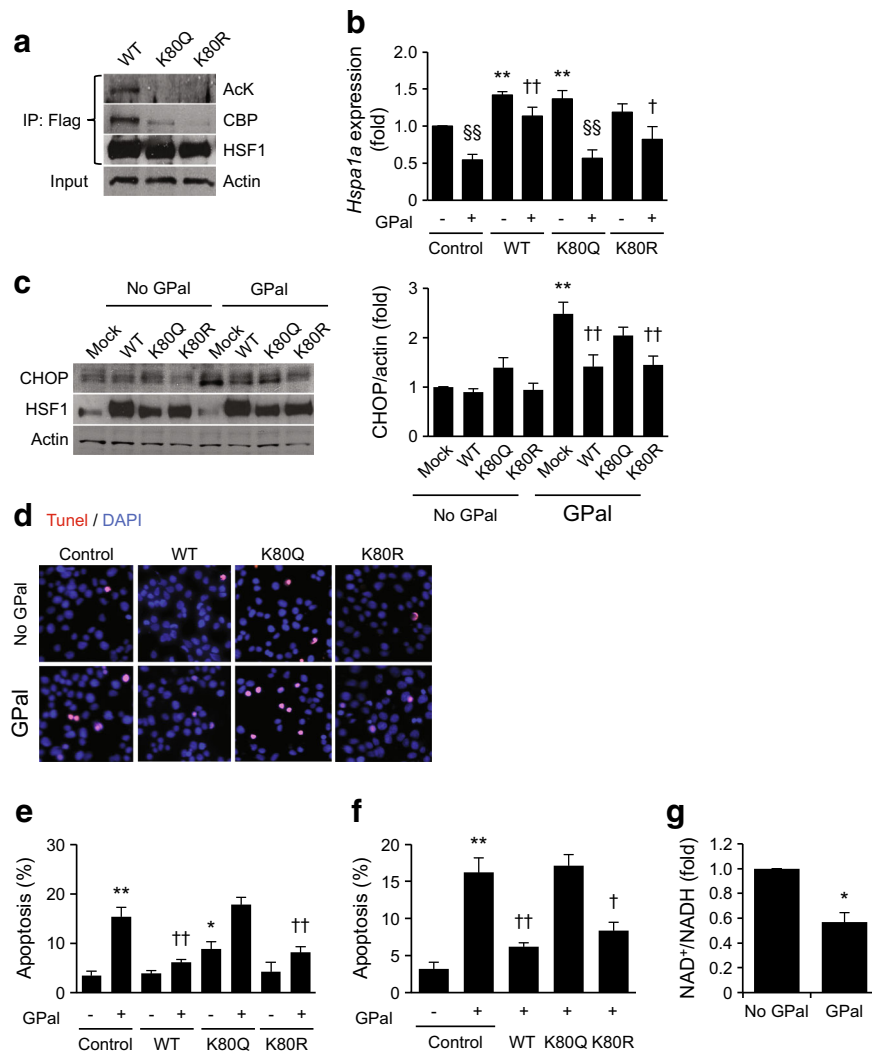 a
WT K80Q K80R
IP: Flag
AcK
CBP
HSF1
Input Actin
b
Hspa1a expression
(fold)
2.0
1.5
1.0
0.5
0
§§ ** †† ** §§ †
GPal - + - + - + - +
Control WT K80Q K80R
c
No GPal GPal
Mock WT K80Q K80R Mock WT K80Q K80R
CHOP
HSF1
Actin
CHOP/actin (fold)
3
2
1
0
** †† ††
Mock WT K80Q K80R Mock WT K80Q K80R
No GPal GPal
d
Tunel / DAPI
Control WT K80Q K80R
No GPal
GPal
e
Apoptosis (%)
30
20
10
0
** †† * ††
GPal - + - + - + - +
Control WT K80Q K80R
f
Apoptosis (%)
20
15
10
5
0
** †† †
GPal - + + + +
Control WT K80Q K80R
g
NAD+/NADH (fold)
1.2
1
0.8
0.6
0.4
0.2
0
*
No GPal GPal